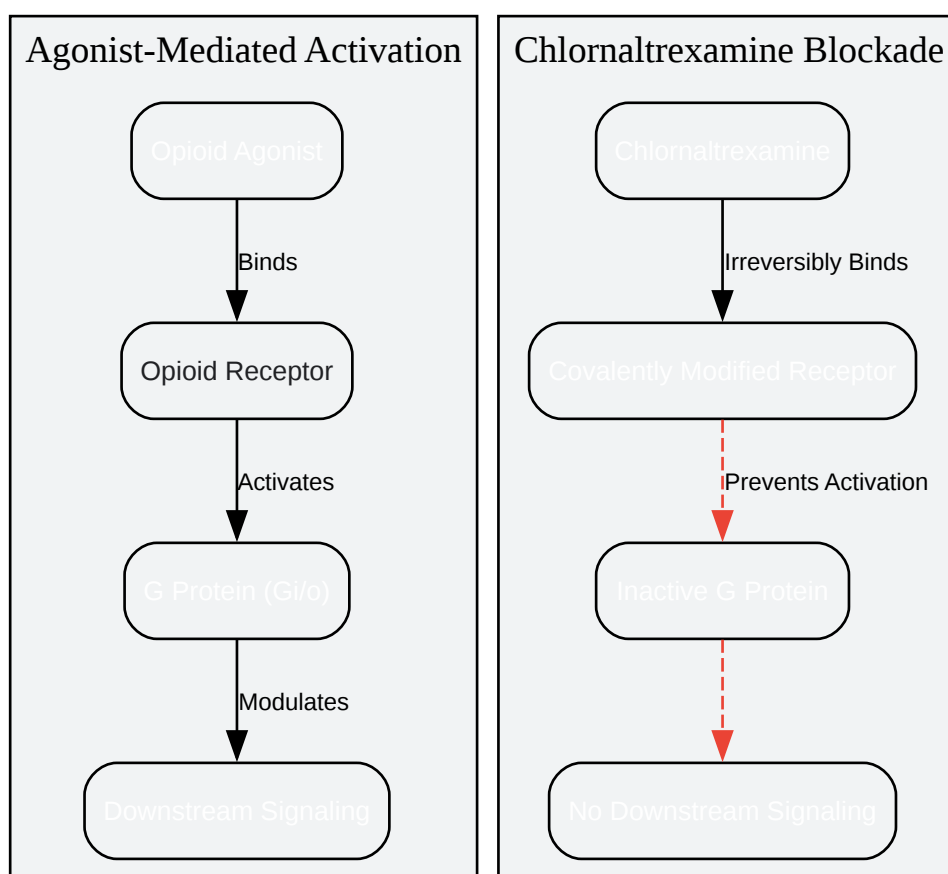 Agonist-Mediated Activation
Opioid Agonist
Binds
Opioid Receptor
Activates
G Protein (Gi/o)
Modulates
Downstream Signaling
Chlornaltrexamine Blockade
Chlornaltrexamine
Irreversibly Binds
Covalently Modified Receptor
Prevents Activation
Inactive G Protein
No Downstream Signaling